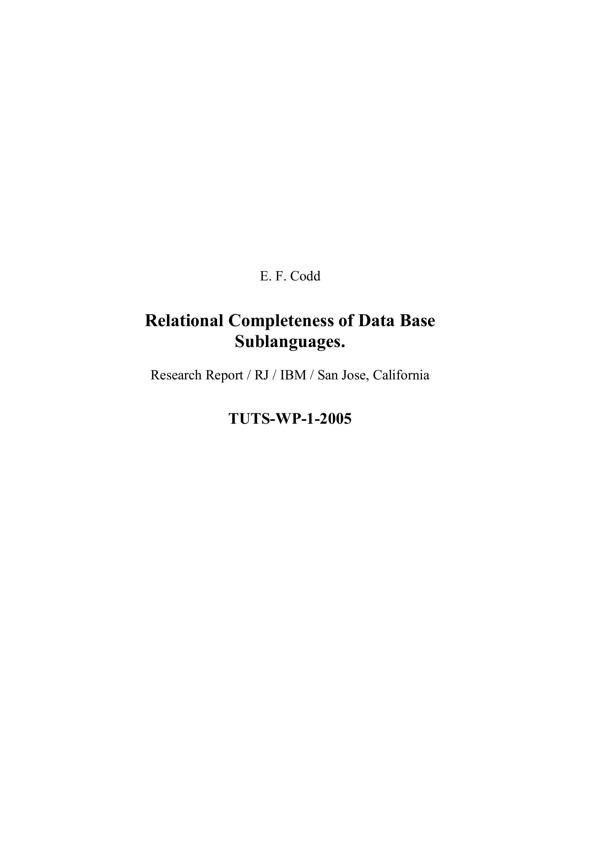 E. F. Codd
Relational Completeness of Data Base
Sublanguages.
Research Report / RJ / IBM / San Jose, California
TUTS-WP-1-2005